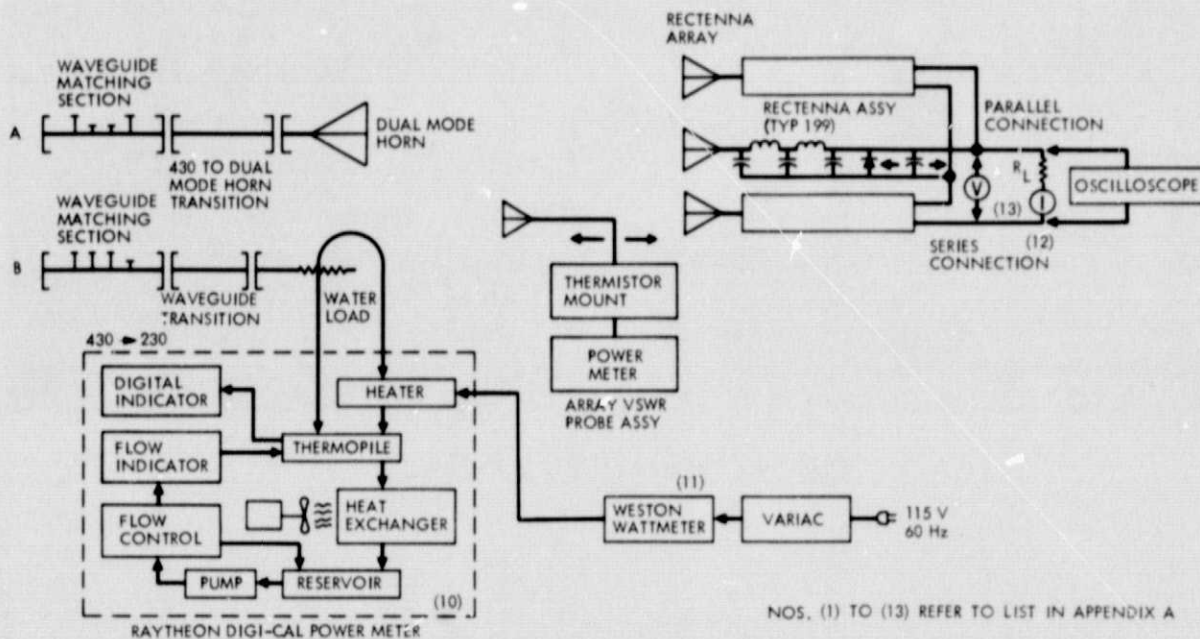 RECTENNA
ARRAY
WAVEGUIDE
MATCHING
SECTION
A
DUAL MODE
HORN
430 TO DUAL
MODE HORN
TRANSITION
RECTENNA ASSY
(TYP 199)
PARALLEL
CONNECTION
R_L
OSCILLOSCOPE
V
(13)
I
(12)
SERIES
CONNECTION
WAVEGUIDE
MATCHING
SECTION
B
WAVEGUIDE
TRANSITION
430 → 230
WATER
LOAD
THERMISTOR
MOUNT
POWER
METER
ARRAY VSWR
PROBE ASSY
DIGITAL
INDICATOR
HEATER
FLOW
INDICATOR
THERMOPILE
FLOW
CONTROL
HEAT
EXCHANGER
PUMP
RESERVOIR
(10)
RAYTHEON DIGI-CAL POWER METER
(11)
WESTON
WATTMETER
VARIAC
115 V
60 Hz
NOS. (1) TO (13) REFER TO LIST IN APPENDIX A